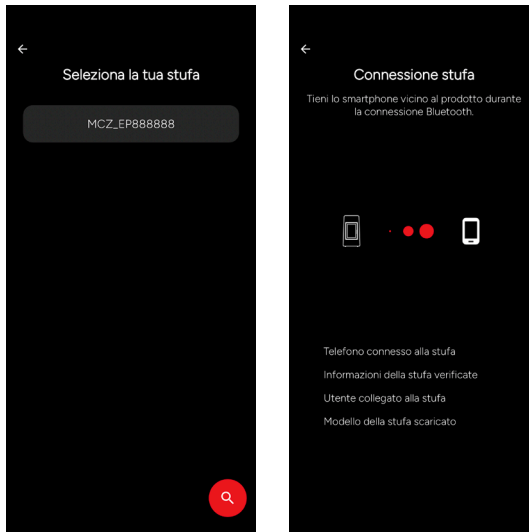 Seleziona la tua stufa
MCZ_EP888888
Connessione stufa
Tieni lo smartphone vicino al prodotto durante
la connessione Bluetooth.
Telefono connesso alla stufa
Informazioni della stufa verificate
Utente collegato alla stufa
Modello della stufa scaricato